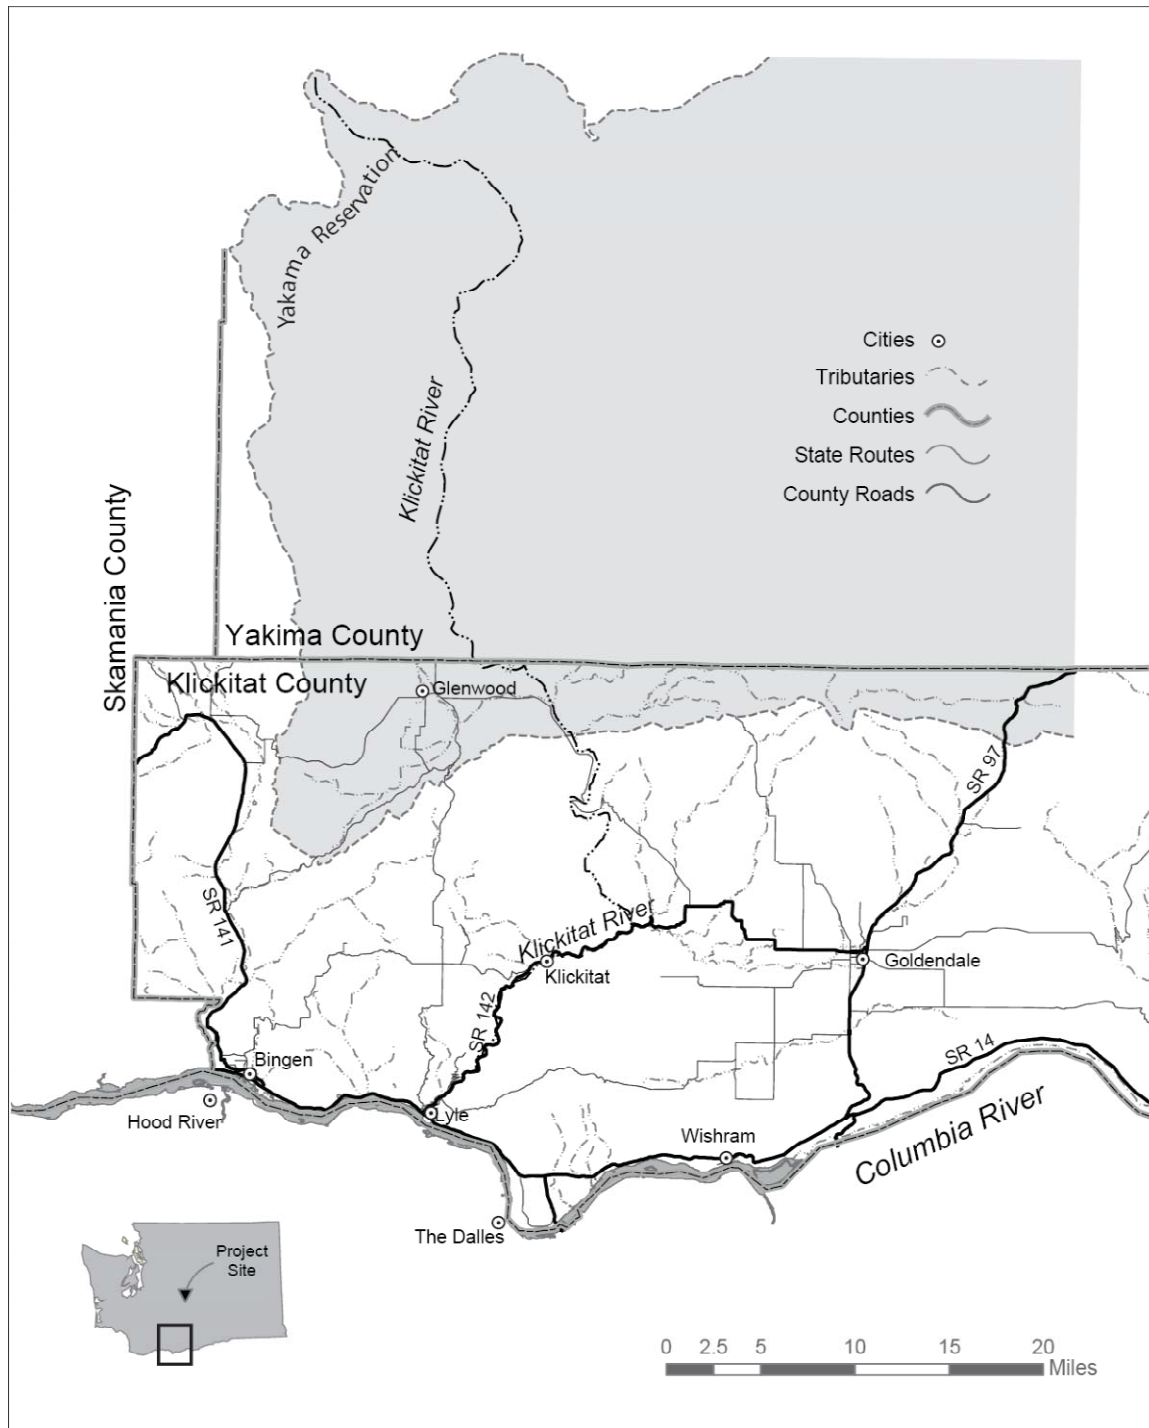 Yakama Reservation
Klickitat River
Cities
Tributaries
Counties
State Routes
County Roads
Skamania County
Yakima County
Klickitat County
Glenwood
SR 97
SR 141
Klickitat River
Klickitat
Goldendale
SR 142
SR 14
Bingen
Hood River
Lyle
Wishram
Columbia River
The Dalles
Project
Site
0 2.5 5 10 15 20
Miles